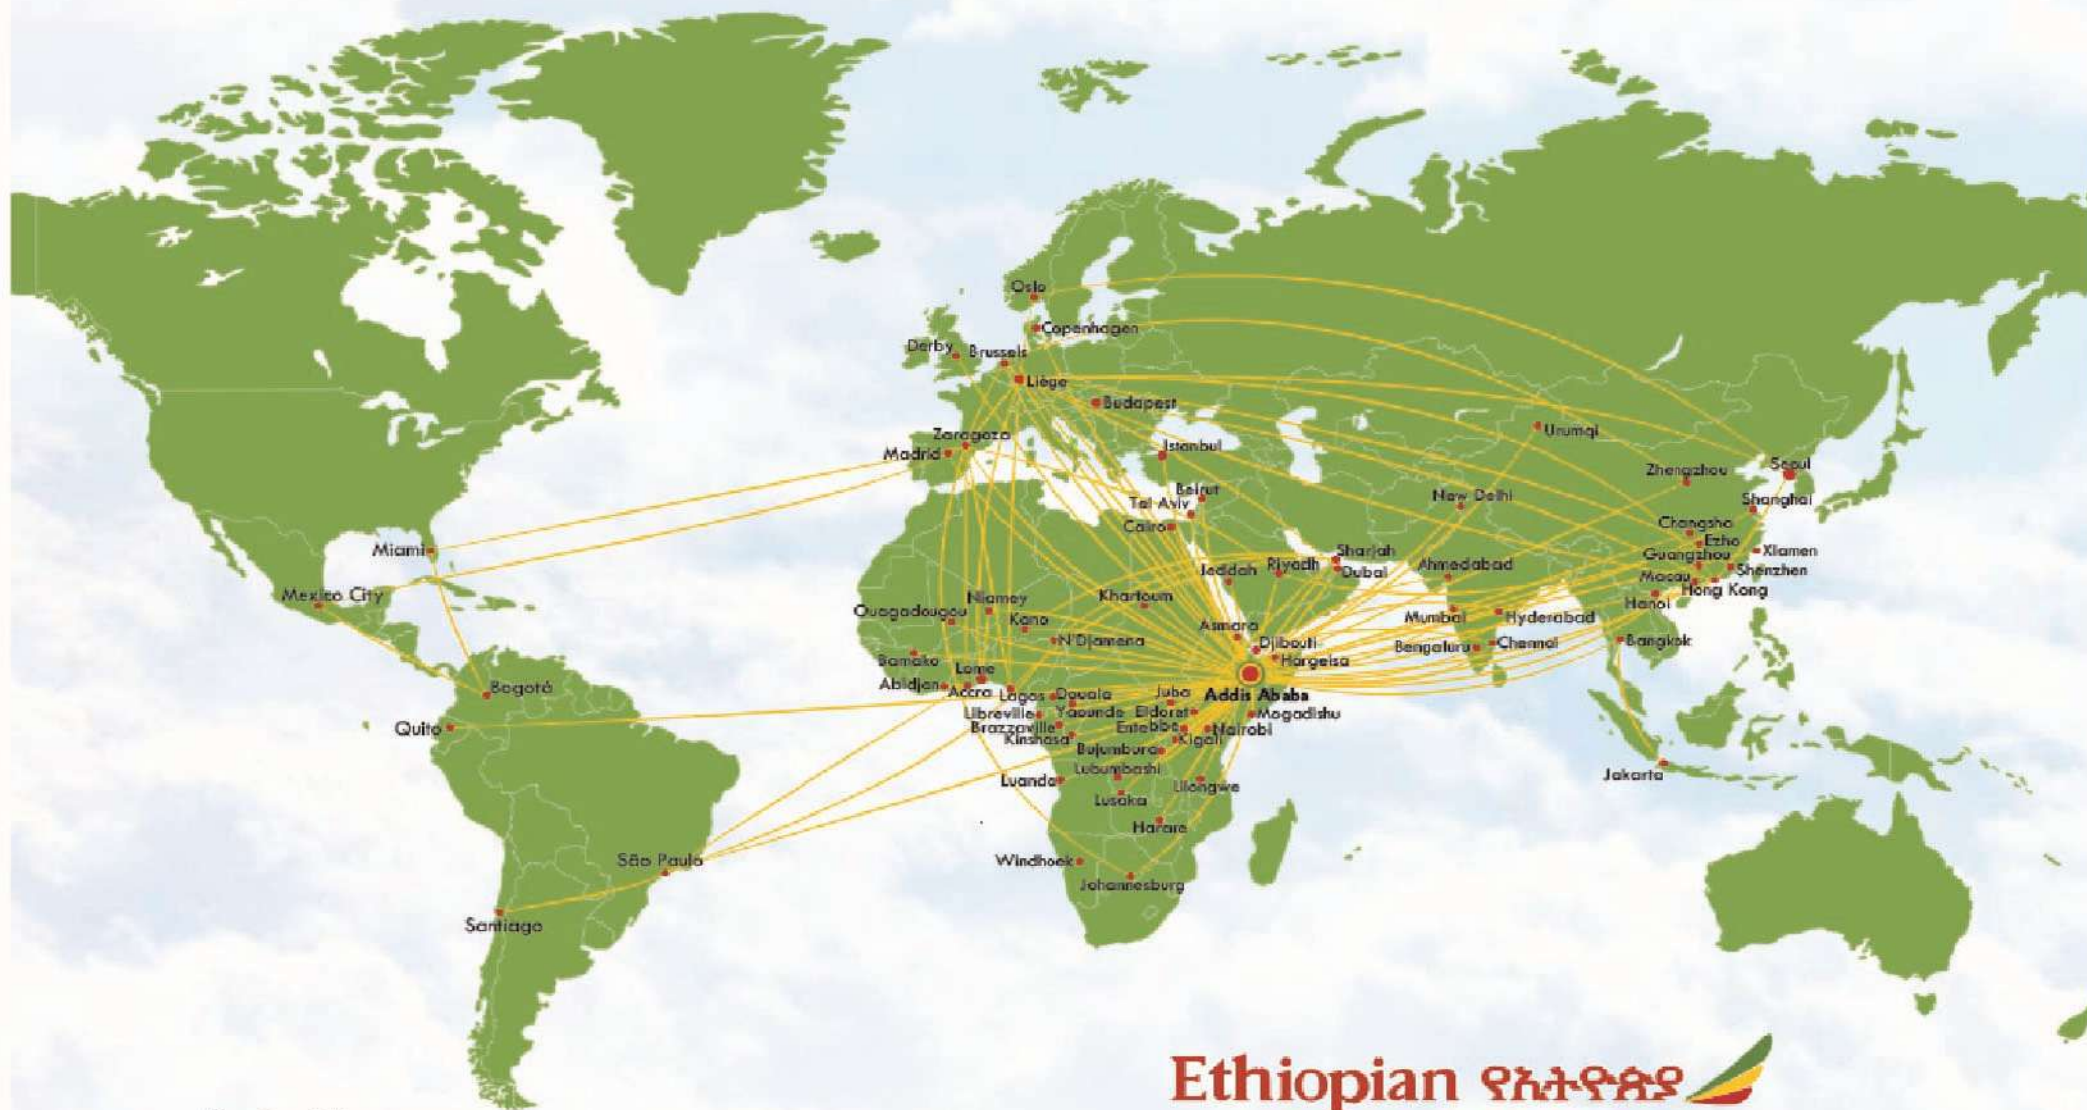 Oslo
Copenhagen
Derby
Brussels
Liège
Budapest
Zaragoza
Madrid
Istanbul
Urumqi
Zhengzhou
Seoul
Beirut
New Delhi
Shanghai
Tel Aviv
Cairo
Changsha
Ezho
Miami
Sharjah
Guangzhou
Xiamen
Jeddah
Riyadh
Dubai
Ahmedabad
Shenzhen
Macau
Hong Kong
Mexico City
Niamey
Khartoum
Hanoi
Ouagadougou
Kano
Asmara
Mumbai
Hyderabad
N'Djamena
Djibouti
Bengaluru
Chennai
Bangkok
Bamako
Lome
Hargeisa
Bogotá
Abidjan
Accra
Lagos
Douala
Juba
Addis Ababa
Libreville
Yaounde
Eldoret
Mogadishu
Quito
Brazzaville
Entebbe
Nairobi
Kinshasa
Kigali
Bujumbura
Lubumbashi
Jakarta
Luanda
Lilongwe
Lusaka
Harare
São Paulo
Windhoek
Johannesburg
Santiago
Ethiopian የኢትዮጵያ